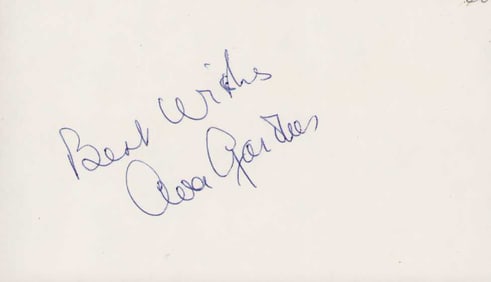 Best Wishes
Ava Gardner